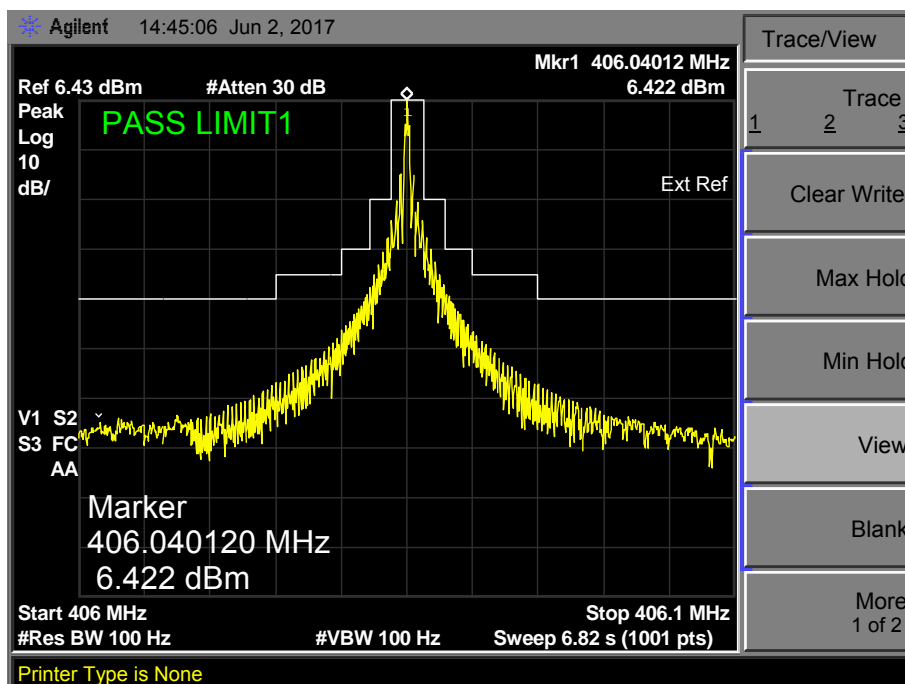 Agilent 14:45:06 Jun 2, 2017
Trace/View
Mkr1 406.04012 MHz
Ref 6.43 dBm #Atten 30 dB 6.422 dBm
Peak
Log
10
dB/
PASS LIMIT1
Ext Ref
Trace
1 2 3
Clear Write
Max Hold
Min Hold
View
Blank
More
1 of 2
V1 S2
S3 FC
AA
1
Marker
406.040120 MHz
6.422 dBm
Start 406 MHz Stop 406.1 MHz
#Res BW 100 Hz #VBW 100 Hz Sweep 6.82 s (1001 pts)
Printer Type is None